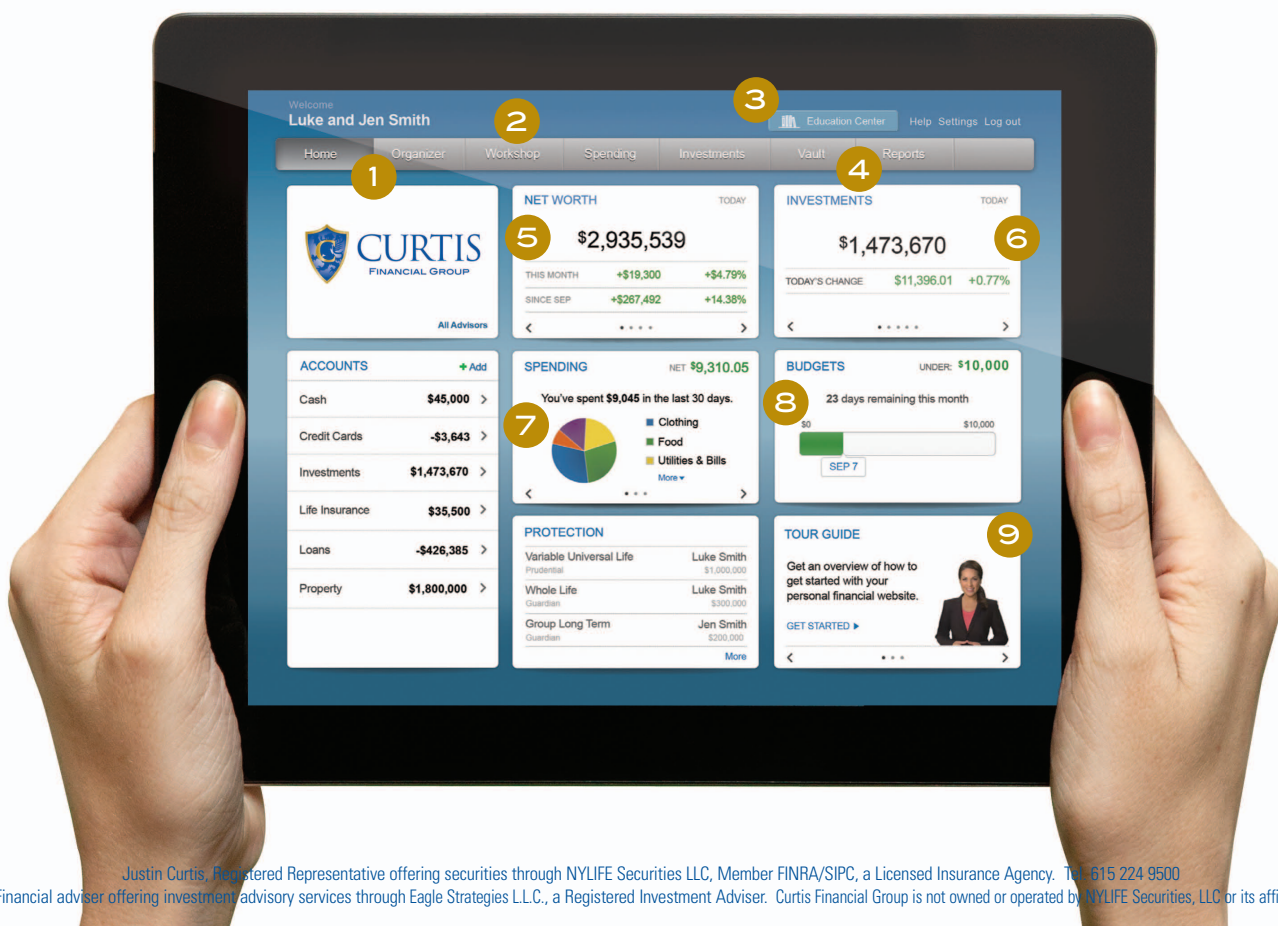 Welcome
Luke and Jen Smith
2
3
Education Center
Help Settings Log out
Home Organizer Workshop Spending Investments Vault Reports
1
4
CURTIS
FINANCIAL GROUP
All Advisors
NET WORTH TODAY
5
$2,935,539
THIS MONTH +$19,300 +$4.79%
SINCE SEP +$267,492 +14.38%
INVESTMENTS TODAY
6
$1,473,670
TODAY'S CHANGE $11,396.01 +0.77%
ACCOUNTS + Add
Cash $45,000 >
Credit Cards -$3,643 >
Investments $1,473,670 >
Life Insurance $35,500 >
Loans -$426,385 >
Property $1,800,000 >
SPENDING NET $9,310.05
You've spent $9,045 in the last 30 days.
7
Clothing
Food
Utilities & Bills
More
BUDGETS UNDER: $10,000
8
23 days remaining this month
$0 $10,000
SEP 7
PROTECTION
Variable Universal Life Luke Smith
Prudential $1,000,000
Whole Life Luke Smith
Guardian $300,000
Group Long Term Jen Smith
Guardian $200,000
More
TOUR GUIDE
9
Get an overview of how to
get started with your
personal financial website.
GET STARTED
Justin Curtis, Registered Representative offering securities through NYLIFE Securities LLC, Member FINRA/SIPC, a Licensed Insurance Agency. Tel. 615 224 9500
Financial adviser offering investment advisory services through Eagle Strategies L.L.C., a Registered Investment Adviser. Curtis Financial Group is not owned or operated by NYLIFE Securities, LLC or its affi